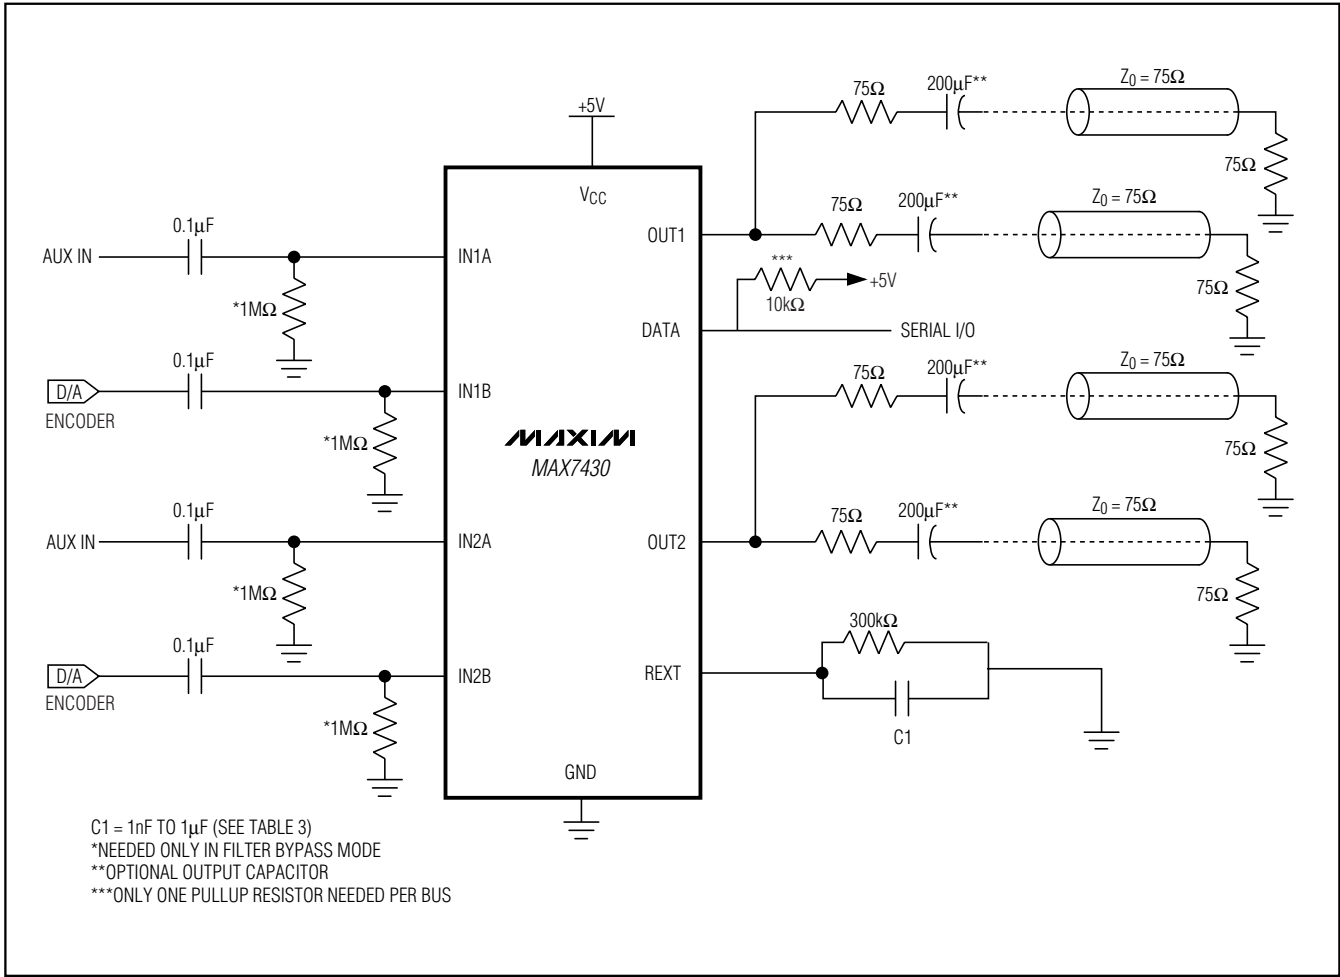 +5V
VCC
0.1μF
AUX IN
*1MΩ
IN1A
0.1μF
D/A
ENCODER
*1MΩ
IN1B
0.1μF
AUX IN
*1MΩ
IN2A
0.1μF
D/A
ENCODER
*1MΩ
IN2B
MAXIM
MAX7430
GND
OUT1
75Ω
200μF**
Z0 = 75Ω
75Ω
75Ω
200μF**
Z0 = 75Ω
75Ω
***
10kΩ
+5V
DATA
SERIAL I/O
75Ω
200μF**
Z0 = 75Ω
75Ω
OUT2
75Ω
200μF**
Z0 = 75Ω
75Ω
REXT
300kΩ
C1
C1 = 1nF TO 1μF (SEE TABLE 3)
*NEEDED ONLY IN FILTER BYPASS MODE
**OPTIONAL OUTPUT CAPACITOR
***ONLY ONE PULLUP RESISTOR NEEDED PER BUS